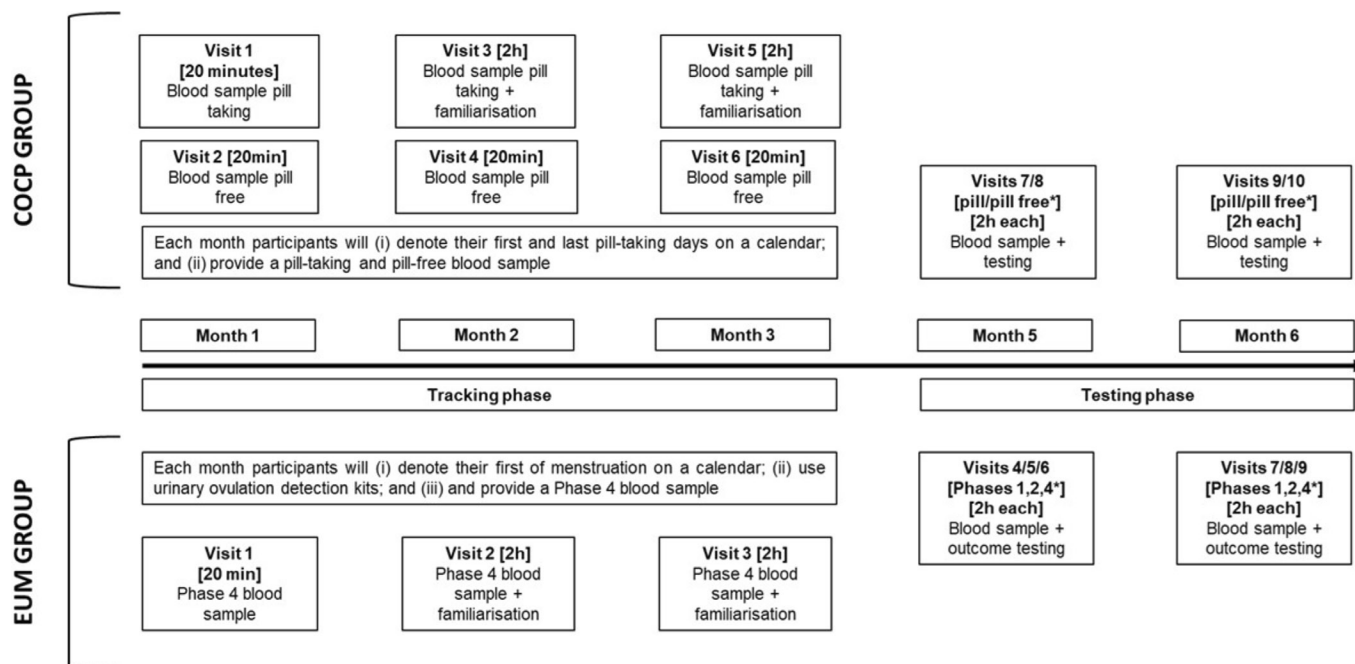 COCP GROUP
Visit 1
[20 minutes]
Blood sample pill
taking
Visit 3 [2h]
Blood sample pill
taking +
familiarisation
Visit 5 [2h]
Blood sample pill
taking +
familiarisation
Visit 2 [20min]
Blood sample pill
free
Visit 4 [20min]
Blood sample pill
free
Visit 6 [20min]
Blood sample pill
free
Visits 7/8
[pill/pill free*]
[2h each]
Blood sample +
testing
Visits 9/10
[pill/pill free*]
[2h each]
Blood sample +
testing
Each month participants will (i) denote their first and last pill-taking days on a calendar;
and (ii) provide a pill-taking and pill-free blood sample
Month 1
Month 2
Month 3
Month 5
Month 6
Tracking phase
Testing phase
EUM GROUP
Each month participants will (i) denote their first of menstruation on a calendar; (ii) use
urinary ovulation detection kits; and (iii) and provide a Phase 4 blood sample
Visits 4/5/6
[Phases 1,2,4*]
[2h each]
Blood sample +
outcome testing
Visits 7/8/9
[Phases 1,2,4*]
[2h each]
Blood sample +
outcome testing
Visit 1
[20 min]
Phase 4 blood
sample
Visit 2 [2h]
Phase 4 blood
sample +
familiarisation
Visit 3 [2h]
Phase 4 blood
sample +
familiarisation